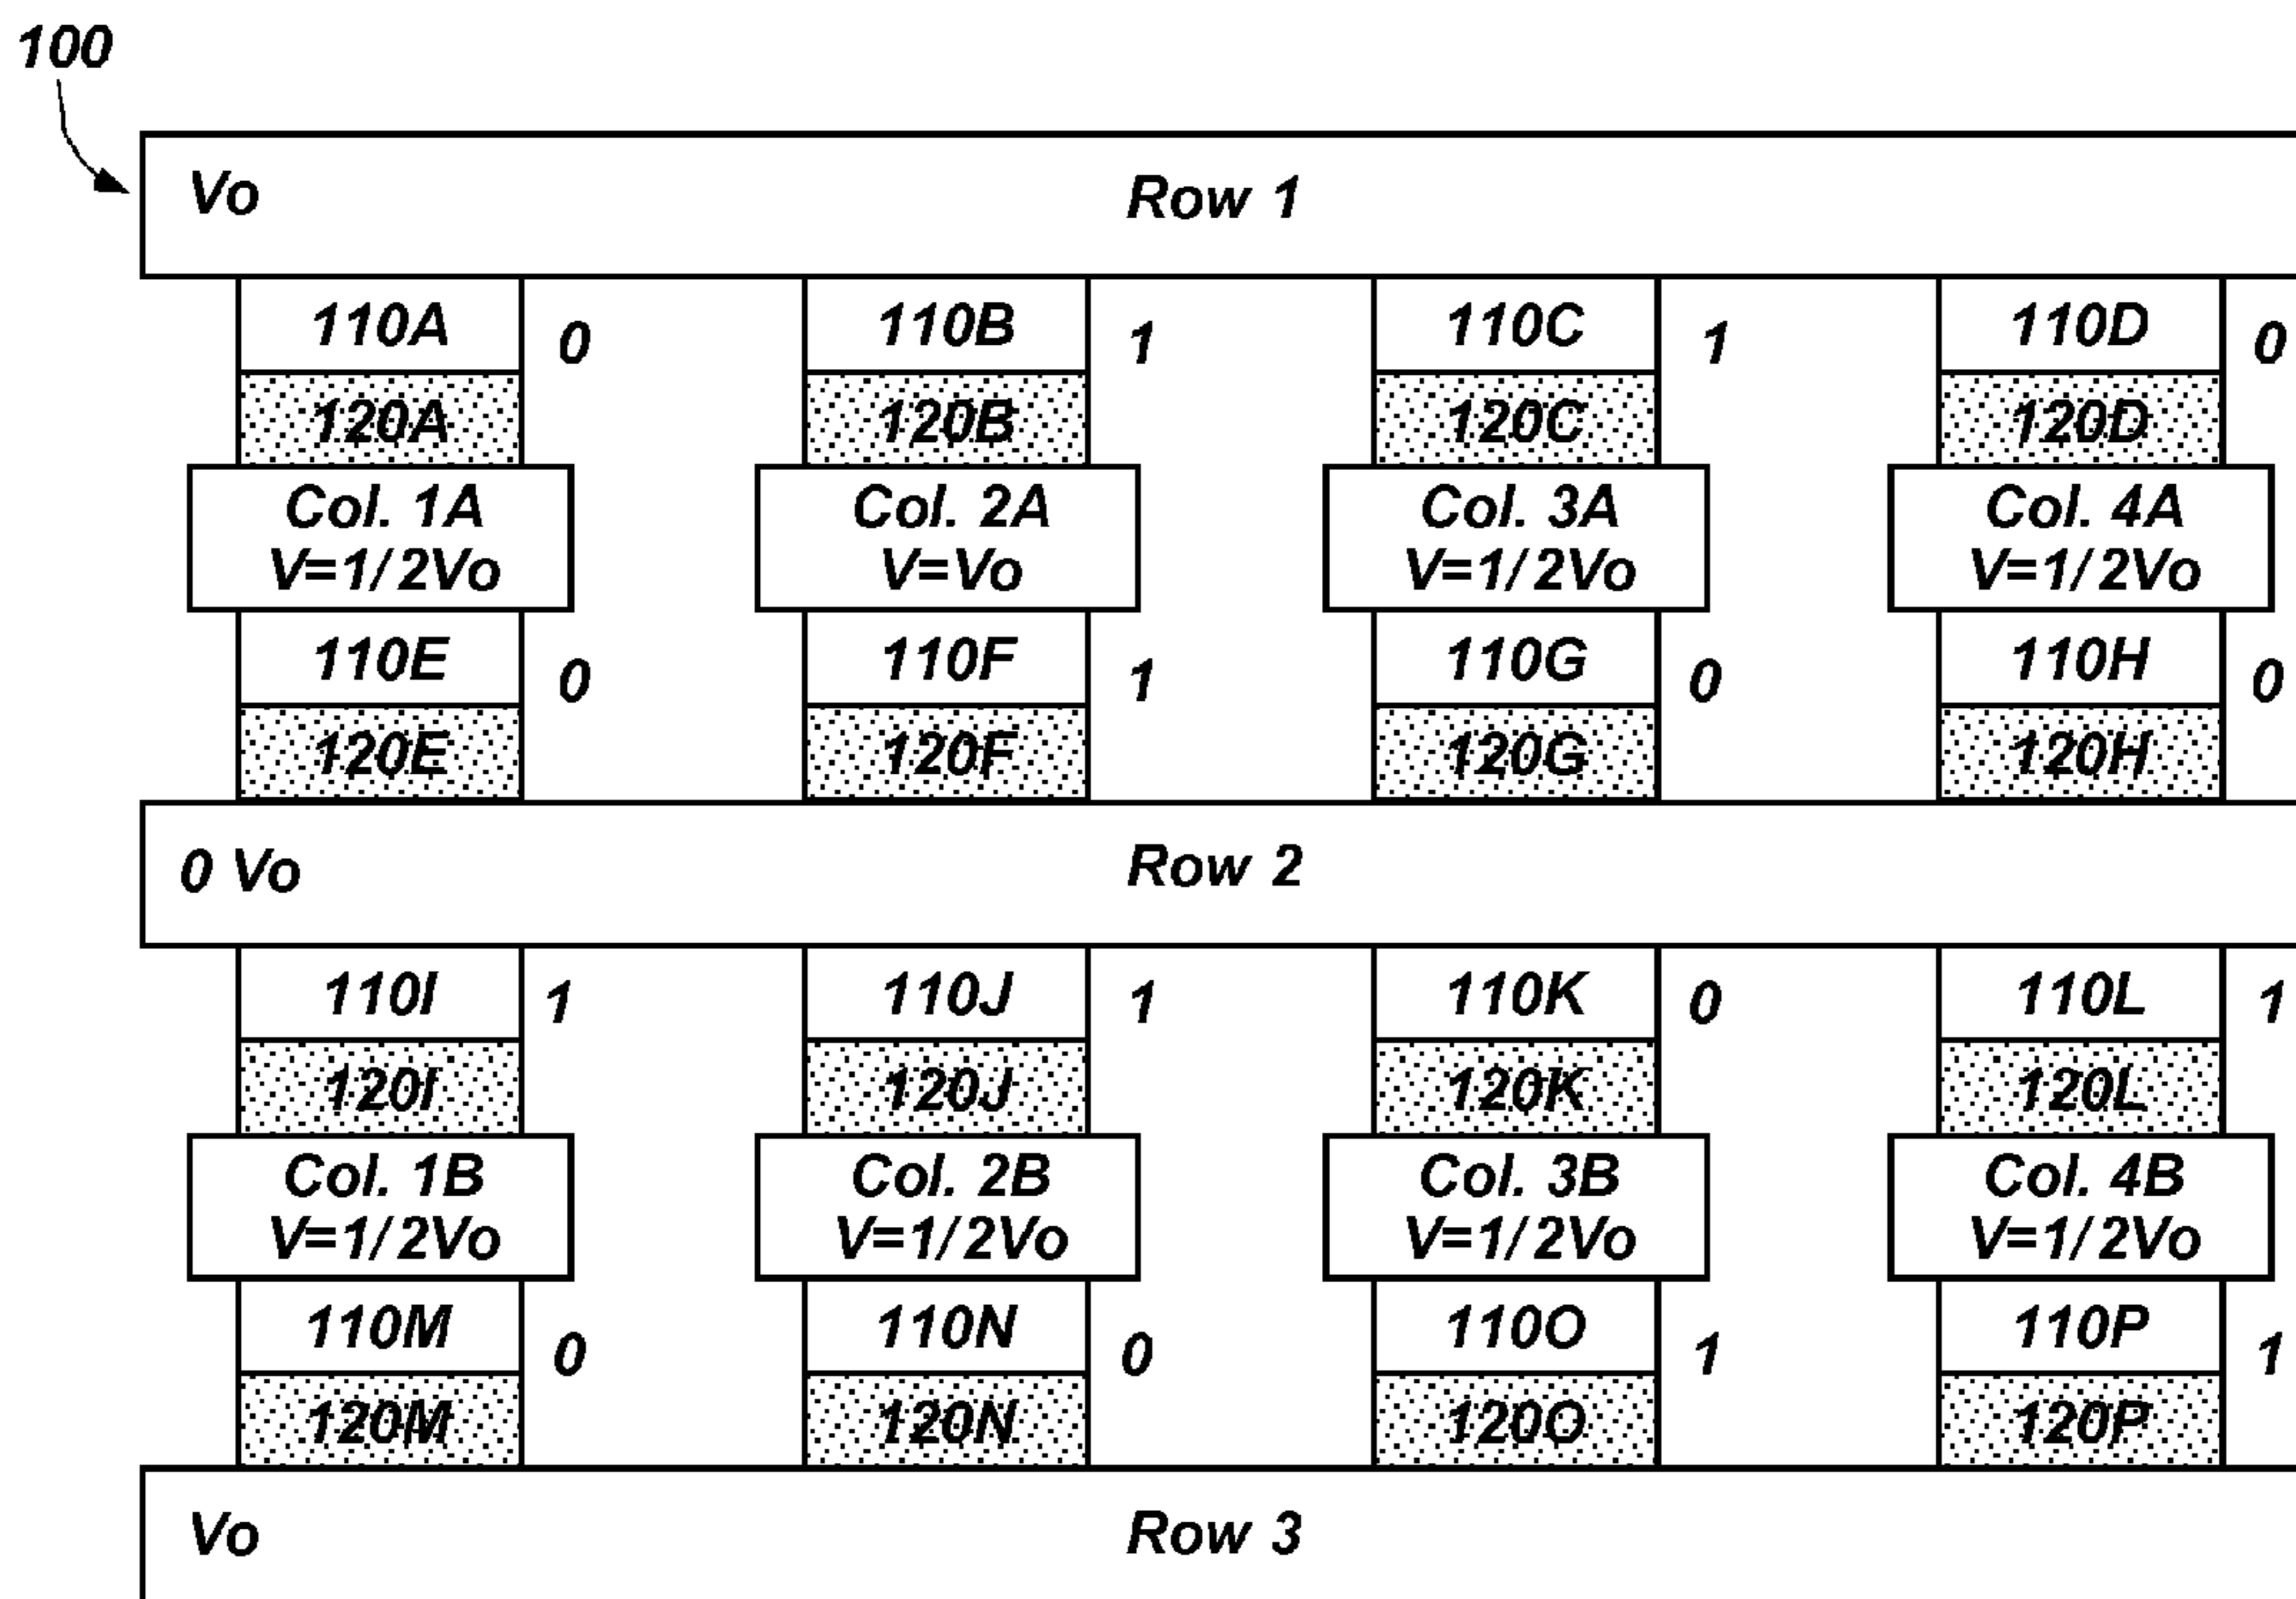 100
Vo Row 1
110A 0 110B 1 110C 1 110D 0
120A 120B 120C 120D
Col. 1A Col. 2A Col. 3A Col. 4A
V=1/2Vo V=Vo V=1/2Vo V=1/2Vo
110E 0 110F 1 110G 0 110H 0
120E 120F 120G 120H
0 Vo Row 2
110I 1 110J 1 110K 0 110L 1
120I 120J 120K 120L
Col. 1B Col. 2B Col. 3B Col. 4B
V=1/2Vo V=1/2Vo V=1/2Vo V=1/2Vo
110M 0 110N 0 110O 1 110P 1
120M 120N 120O 120P
Vo Row 3